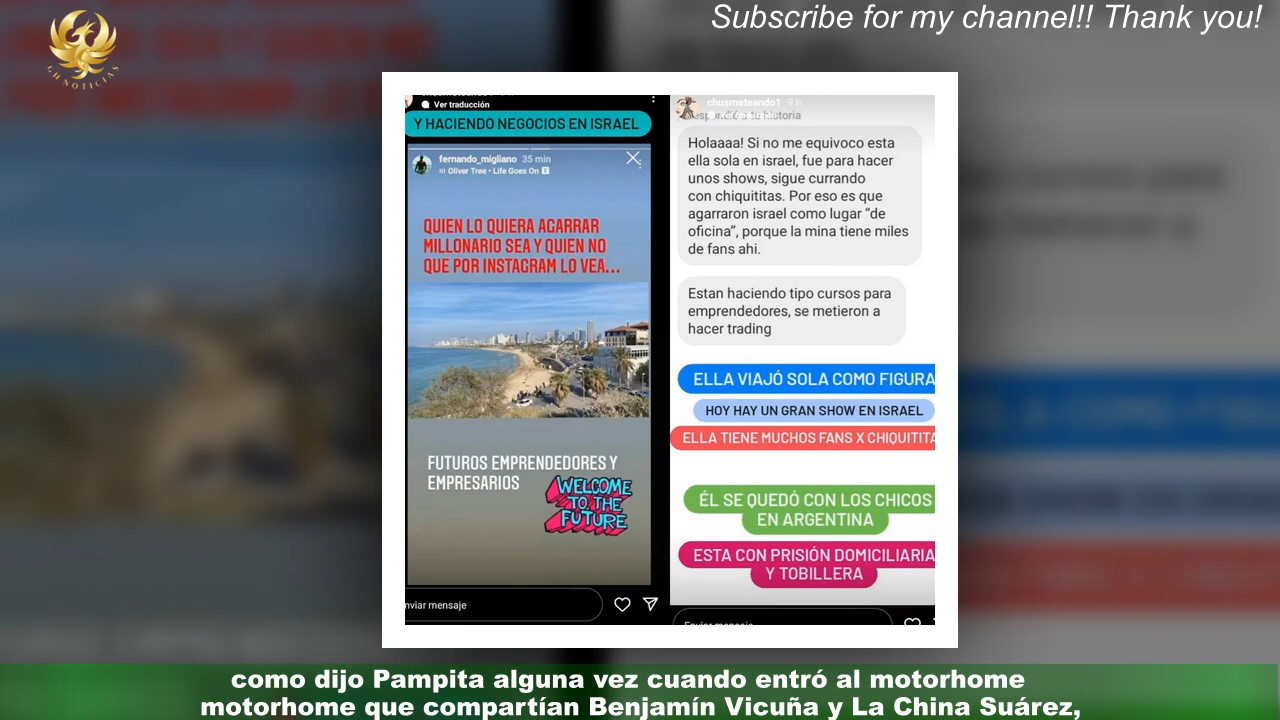 Subscribe for my channel!! Thank you!
GH NOTICIAS
Ver traducción
Y HACIENDO NEGOCIOS EN ISRAEL
fernando_migliano 35 min
Oliver Tree • Life Goes On E
QUIEN LO QUIERA AGARRAR
MILLONARIO SEA Y QUIEN NO
QUE POR INSTAGRAM LO VEA...
FUTUROS EMPRENDEDORES Y
EMPRESARIOS
WELCOME
TO THE
FUTURE
nviar mensaje
chusmeteando1 9 h
historia
Holaaaa! Si no me equivoco esta
ella sola en israel, fue para hacer
unos shows, sigue currando
con chiquititas. Por eso es que
agarraron israel como lugar “de
oficina”, porque la mina tiene miles
de fans ahi.
Estan haciendo tipo cursos para
emprendedores, se metieron a
hacer trading
ELLA VIAJÓ SOLA COMO FIGURA
HOY HAY UN GRAN SHOW EN ISRAEL
ELLA TIENE MUCHOS FANS X CHIQUITITA
ÉL SE QUEDÓ CON LOS CHICOS
EN ARGENTINA
ESTA CON PRISIÓN DOMICILIARIA
Y TOBILLERA
como dijo Pampita alguna vez cuando entró al motorhome
motorhome que compartían Benjamín Vicuña y La China Suárez,